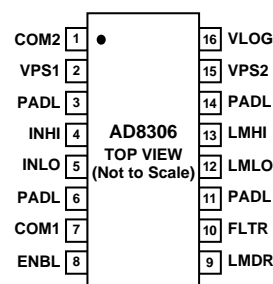 COM2 1 16 VLOG
VPS1 2 15 VPS2
PADL 3 14 PADL
INHI 4 AD8306 13 LMHI
TOP VIEW
INLO 5 (Not to Scale) 12 LMLO
PADL 6 11 PADL
COM1 7 10 FLTR
ENBL 8 9 LMDR